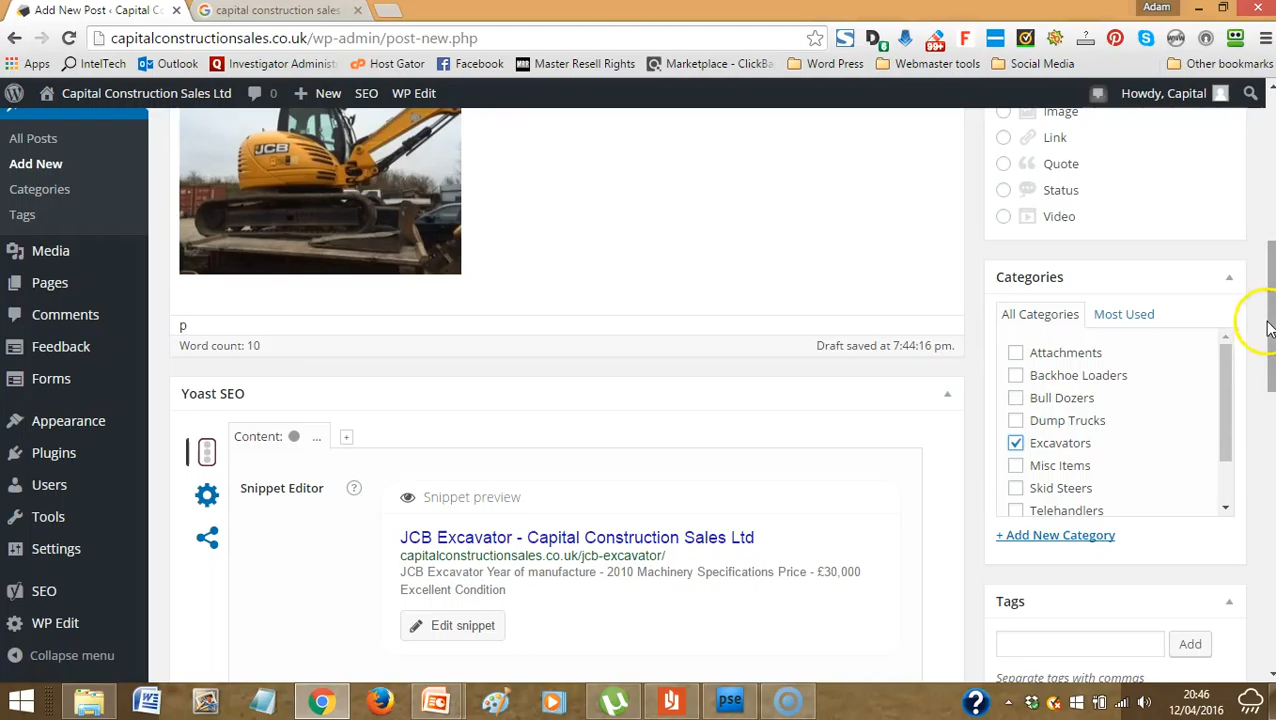 Add New Post ‹ Capital Co
capital construction sales
Adam
capitalconstructionsales.co.uk/wp-admin/post-new.php
6
99+
Apps
IntelTech
Outlook
Investigator Administr
Host Gator
Facebook
Master Resell Rights
Marketplace - ClickBa
Word Press
Webmaster tools
Social Media
Other bookmarks
Capital Construction Sales Ltd
0
New
SEO
WP Edit
Howdy, Capital
All Posts
Add New
Categories
Tags
Media
Pages
Comments
Feedback
Forms
Appearance
Plugins
Users
Tools
Settings
SEO
WP Edit
Collapse menu
JCB
p
Word count: 10
Draft saved at 7:44:16 pm.
Yoast SEO
Content:
...
+
Snippet Editor
?
Snippet preview
JCB Excavator - Capital Construction Sales Ltd
capitalconstructionsales.co.uk/jcb-excavator/
JCB Excavator Year of manufacture - 2010 Machinery Specifications Price - £30,000
Excellent Condition
Edit snippet
Image
Link
Quote
Status
Video
Categories
All Categories
Most Used
Attachments
Backhoe Loaders
Bull Dozers
Dump Trucks
Excavators
Misc Items
Skid Steers
Telehandlers
+ Add New Category
Tags
Add
Separate tags with commas
pse
20:46
12/04/2016